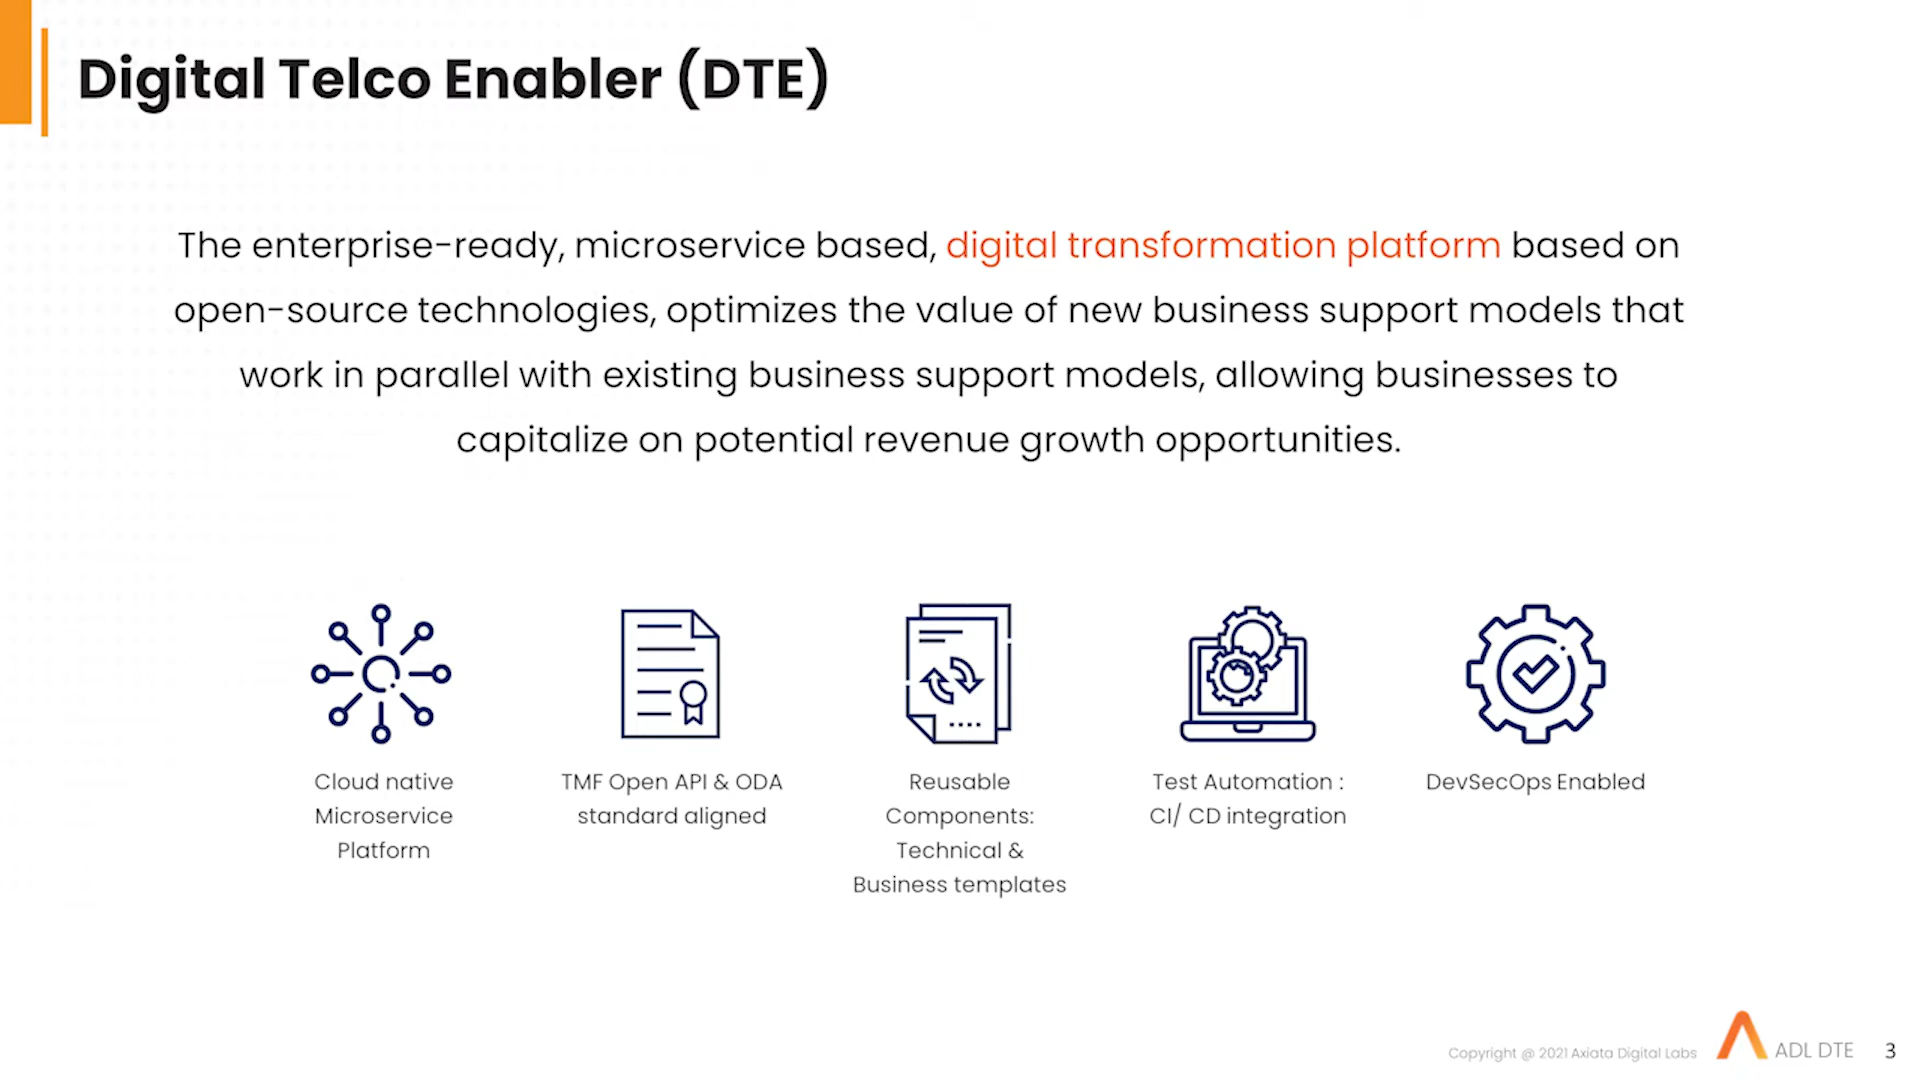 Digital Telco Enabler (DTE)
The enterprise-ready, microservice based, digital transformation platform based on
open-source technologies, optimizes the value of new business support models that
work in parallel with existing business support models, allowing businesses to
capitalize on potential revenue growth opportunities.
Cloud native
Microservice
Platform
TMF Open API & ODA
standard aligned
Reusable
Components:
Technical &
Business templates
Test Automation :
CI/ CD integration
DevSecOps Enabled
Copyright @ 2021 Axiata Digital Labs
ADL DTE
3